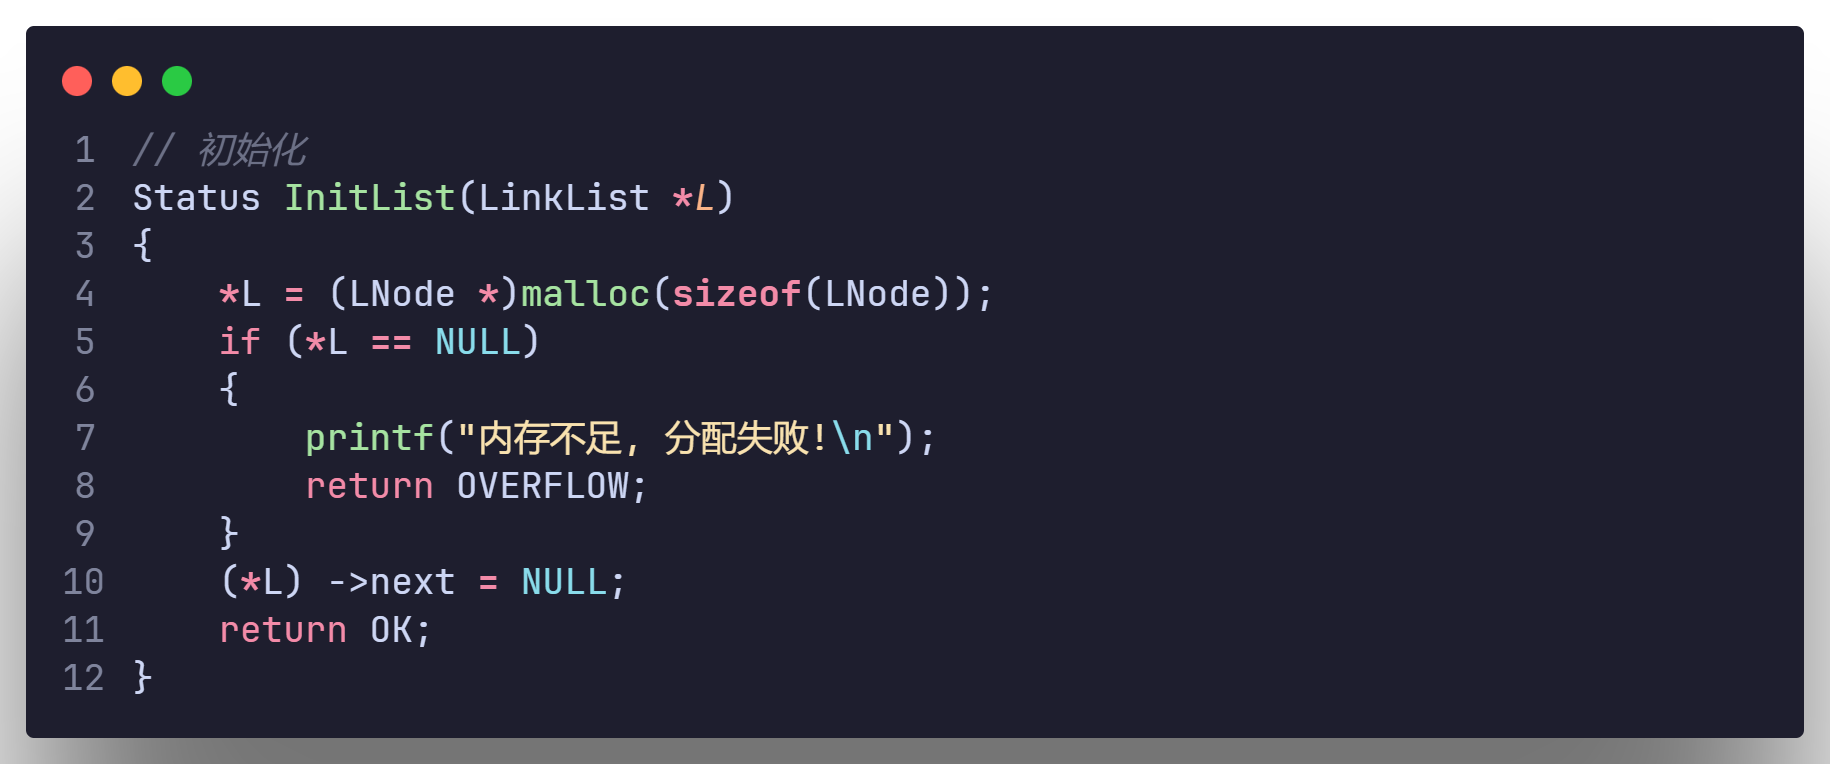 1 // 初始化
2 Status InitList(LinkList *L)
3 {
4     *L = (LNode *)malloc(sizeof(LNode));
5     if (*L == NULL)
6     {
7         printf("内存不足, 分配失败!\n");
8         return OVERFLOW;
9     }
10     (*L) ->next = NULL;
11     return OK;
12 }